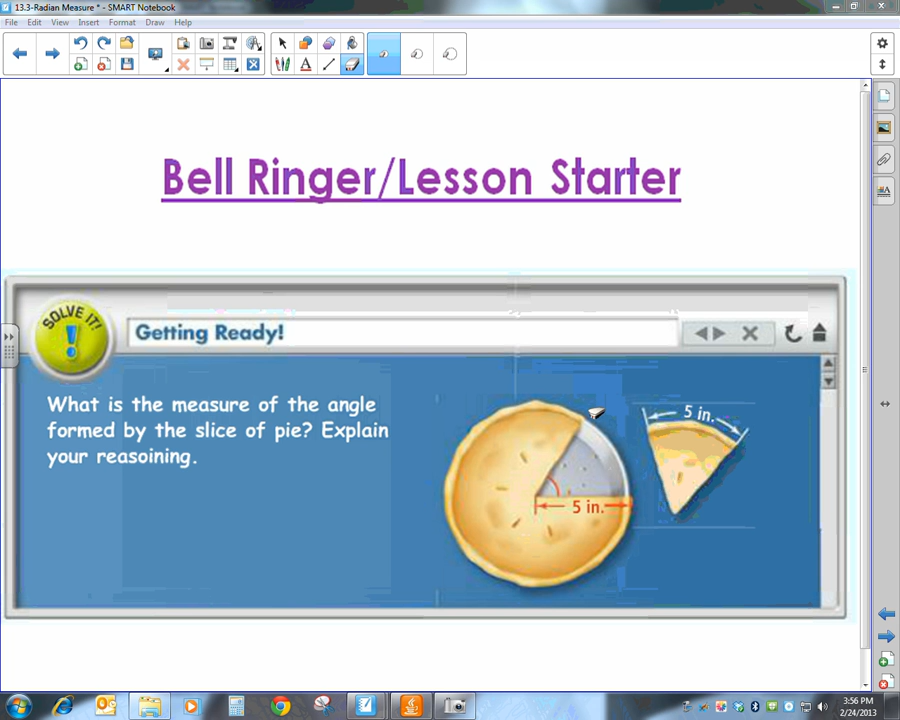 13.3-Radian Measure * - SMART Notebook
File Edit View Insert Format Draw Help
Bell Ringer/Lesson Starter
SOLVE IT!
Getting Ready!
What is the measure of the angle
formed by the slice of pie? Explain
your reasoining.
5 in.
5 in.
3:56 PM
2/24/2013